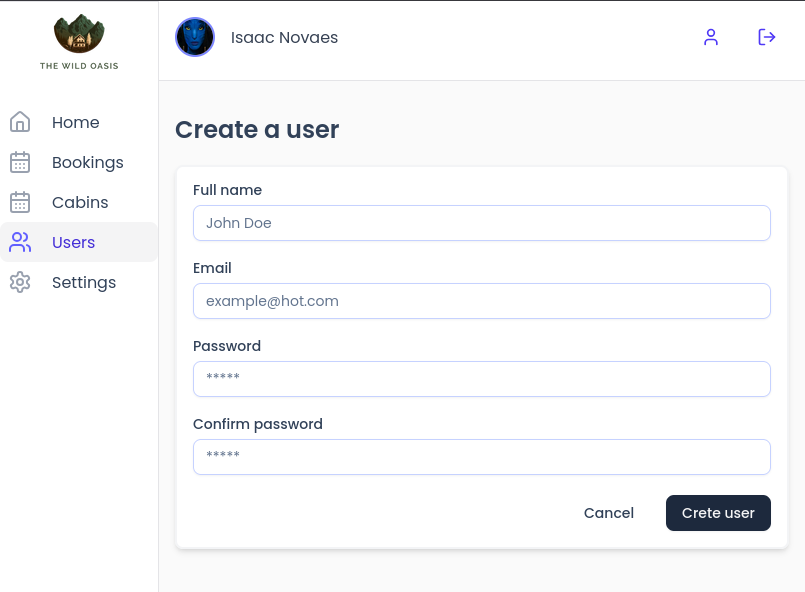 THE WILD OASIS
Isaac Novaes
Home
Bookings
Cabins
Users
Settings
Create a user
Full name
John Doe
Email
example@hot.com
Password
*****
Confirm password
*****
Cancel
Crete user